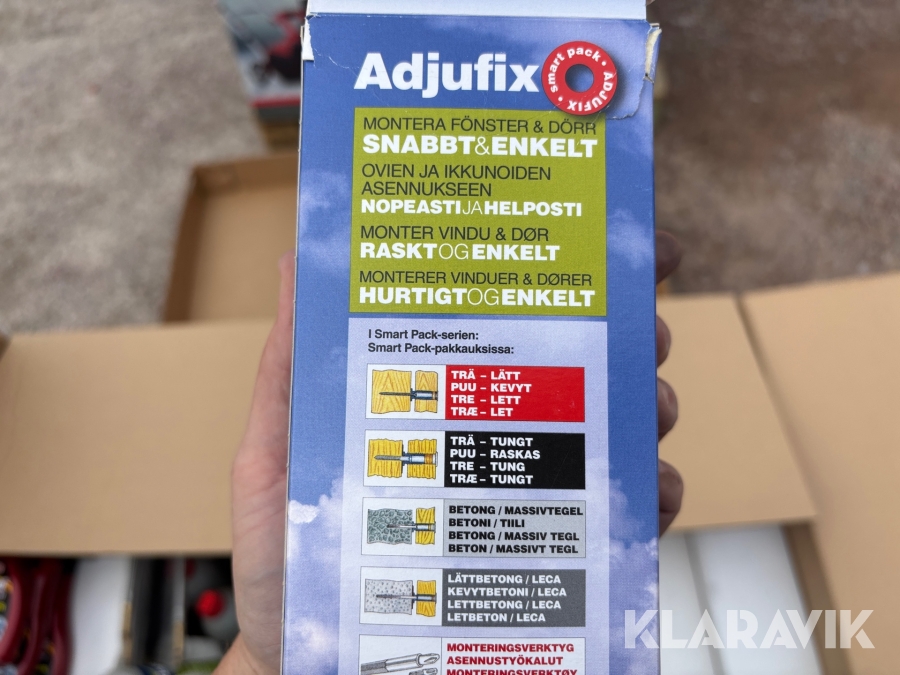 Adjufix
smart pack • ADJUFIX •
MONTERA FÖNSTER & DÖRR
SNABBT&ENKELT
OVIEN JA IKKUNOIDEN
ASENNUKSEEN
NOPEASTIJAHELPOSTI
MONTER VINDU & DØR
RASKTOGENKELT
MONTERER VINDUER & DØRER
HURTIGTOGENKELT
I Smart Pack-serien:
Smart Pack-pakkauksissa:
TRÄ – LÄTT
PUU – KEVYT
TRE – LETT
TRÆ – LET
TRÄ – TUNGT
PUU – RASKAS
TRE – TUNG
TRÆ – TUNGT
BETONG / MASSIVTEGEL
BETONI / TIILI
BETONG / MASSIV TEGL
BETON / MASSIVT TEGL
LÄTTBETONG / LECA
KEVYTBETONI / LECA
LETTBETONG / LECA
LETBETON / LECA
MONTERINGSVERKTYG
ASENNUSTYÖKALUT
MONTERINGSVERKTØY
KLARAVIK